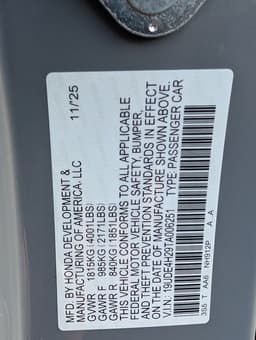 MFD. BY HONDA DEVELOPMENT & 11/'25
MANUFACTURING OF AMERICA, LLC
GVWR 1815KG(4001LBS)
GAWR F 985KG(2171LBS)
GAWR R 840KG(1851LBS)
THIS VEHICLE CONFORMS TO ALL APPLICABLE
FEDERAL MOTOR VEHICLE SAFETY, BUMPER,
AND THEFT PREVENTION STANDARDS IN EFFECT
ON THE DATE OF MANUFACTURE SHOWN ABOVE.
V.I.N.: 19UDE4H29TA006251 TYPE: PASSENGER CAR
3S5 T AA6 NH912P A A